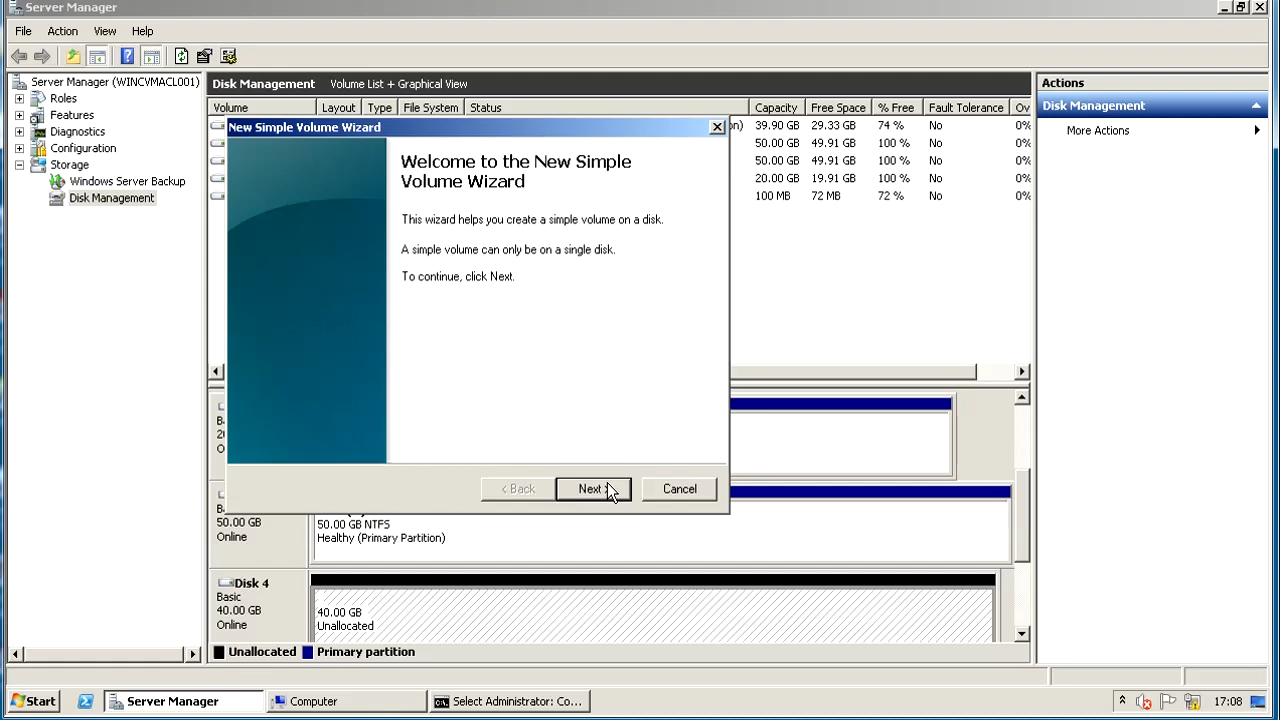 Server Manager
File Action View Help
Server Manager (WINCVMACL001)
Roles
Features
Diagnostics
Configuration
Storage
Windows Server Backup
Disk Management
Disk Management Volume List + Graphical View
Volume Layout Type File System Status Capacity Free Space % Free Fault Tolerance Ov
39.90 GB 29.33 GB 74 % No 0%
50.00 GB 49.91 GB 100 % No 0%
50.00 GB 49.91 GB 100 % No 0%
20.00 GB 19.91 GB 100 % No 0%
100 MB 72 MB 72 % No 0%
New Simple Volume Wizard
Welcome to the New Simple
Volume Wizard
This wizard helps you create a simple volume on a disk.
A simple volume can only be on a single disk.
To continue, click Next.
< Back Next Cancel
50.00 GB
Online
50.00 GB NTFS
Healthy (Primary Partition)
Disk 4
Basic
40.00 GB
Online
40.00 GB
Unallocated
Unallocated Primary partition
Actions
Disk Management
More Actions
Start Server Manager Computer Select Administrator: Co... 17:08